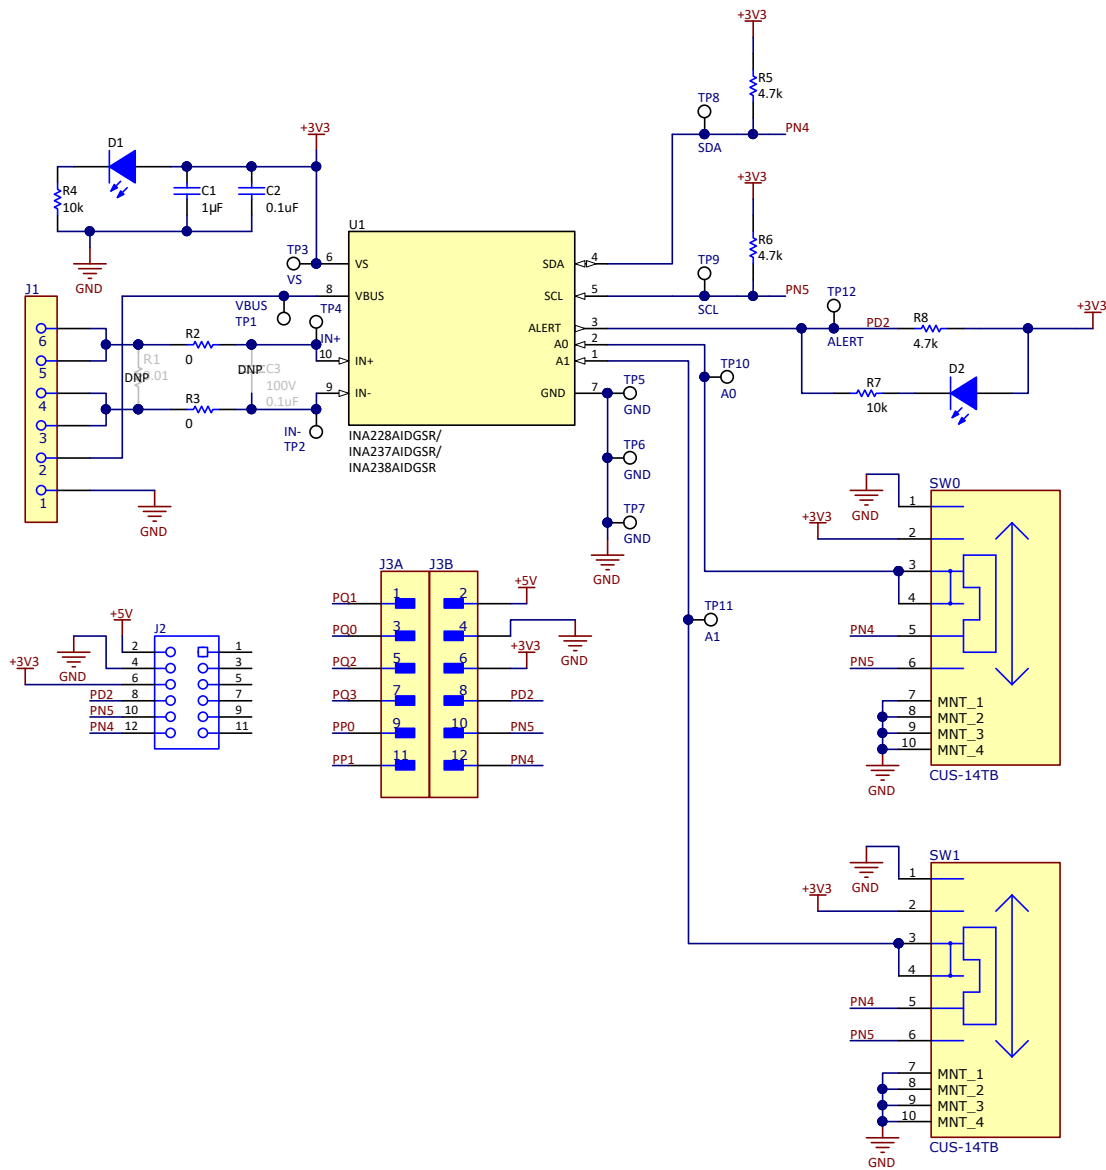 +3V3
R5
4.7k
TP8
PN4
SDA
D1
+3V3
R4
10k
C1
1µF
C2
0.1uF
GND
+3V3
R6
4.7k
TP9
PN5
SCL
U1
TP3
VS
6
VS
SDA
4
VBUS
TP1
8
VBUS
SCL
5
TP4
IN+
10
IN+
ALERT
3
A0
2
A1
1
9
IN-
GND
7
IN-
TP2
INA228AIDGSR/
INA237AIDGSR/
INA238AIDGSR
J1
6
5
4
3
2
1
GND
R2
0
R1
DNP
.01
DNP
C3
100V
0.1uF
R3
0
TP12
ALERT
PD2
R8
4.7k
+3V3
R7
10k
D2
TP10
A0
TP5
GND
TP6
GND
TP7
GND
GND
TP11
A1
SW0
GND
1
+3V3
2
3
4
PN4
5
PN5
6
7
MNT_1
8
MNT_2
9
MNT_3
10
MNT_4
GND
CUS-14TB
J3A
J3B
PQ1
1
2
+5V
PQ0
3
4
GND
PQ2
5
6
+3V3
PQ3
7
8
PD2
PP0
9
10
PN5
PP1
11
12
PN4
+5V
J2
GND
+3V3
2
1
4
3
6
5
PD2
8
7
PN5
10
9
PN4
12
11
SW1
GND
1
+3V3
2
3
4
PN4
5
PN5
6
7
MNT_1
8
MNT_2
9
MNT_3
10
MNT_4
GND
CUS-14TB